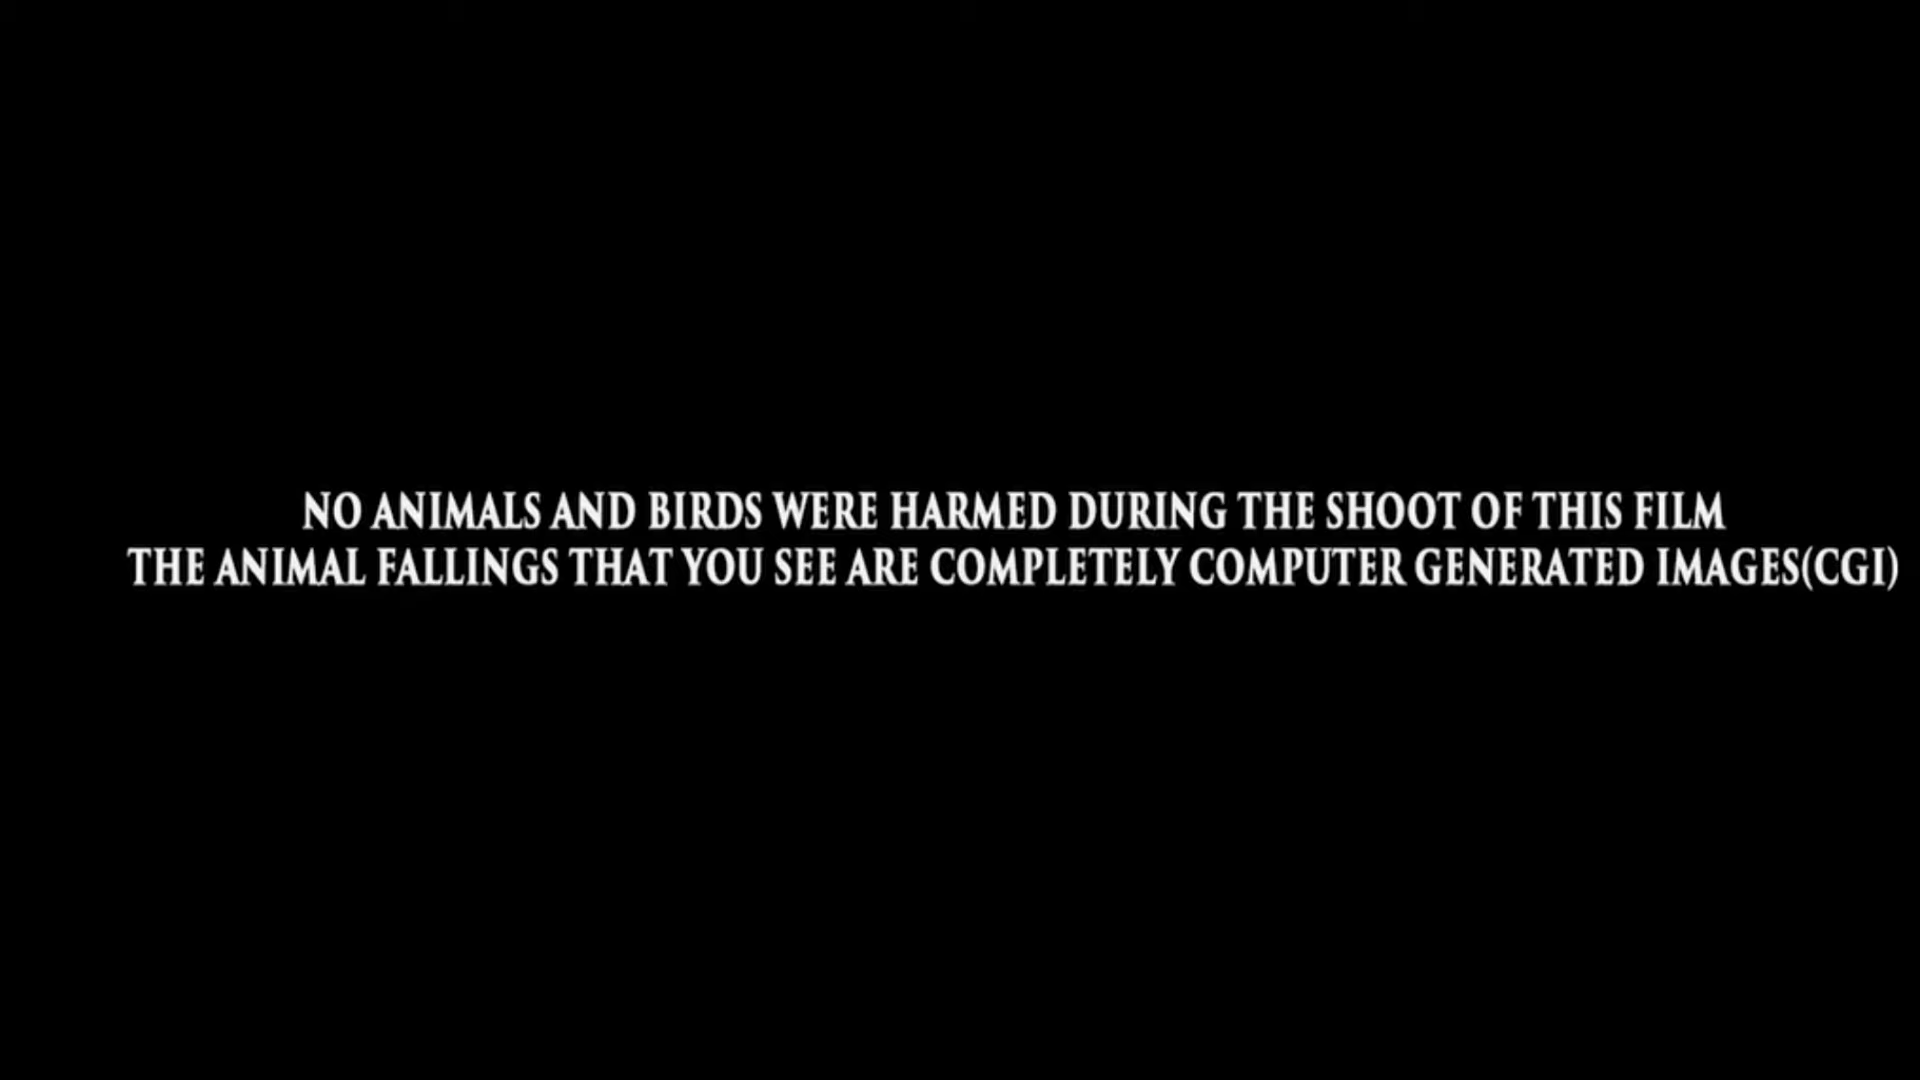 NO ANIMALS AND BIRDS WERE HARMED DURING THE SHOOT OF THIS FILM
THE ANIMAL FALLINGS THAT YOU SEE ARE COMPLETELY COMPUTER GENERATED IMAGES(CGI)